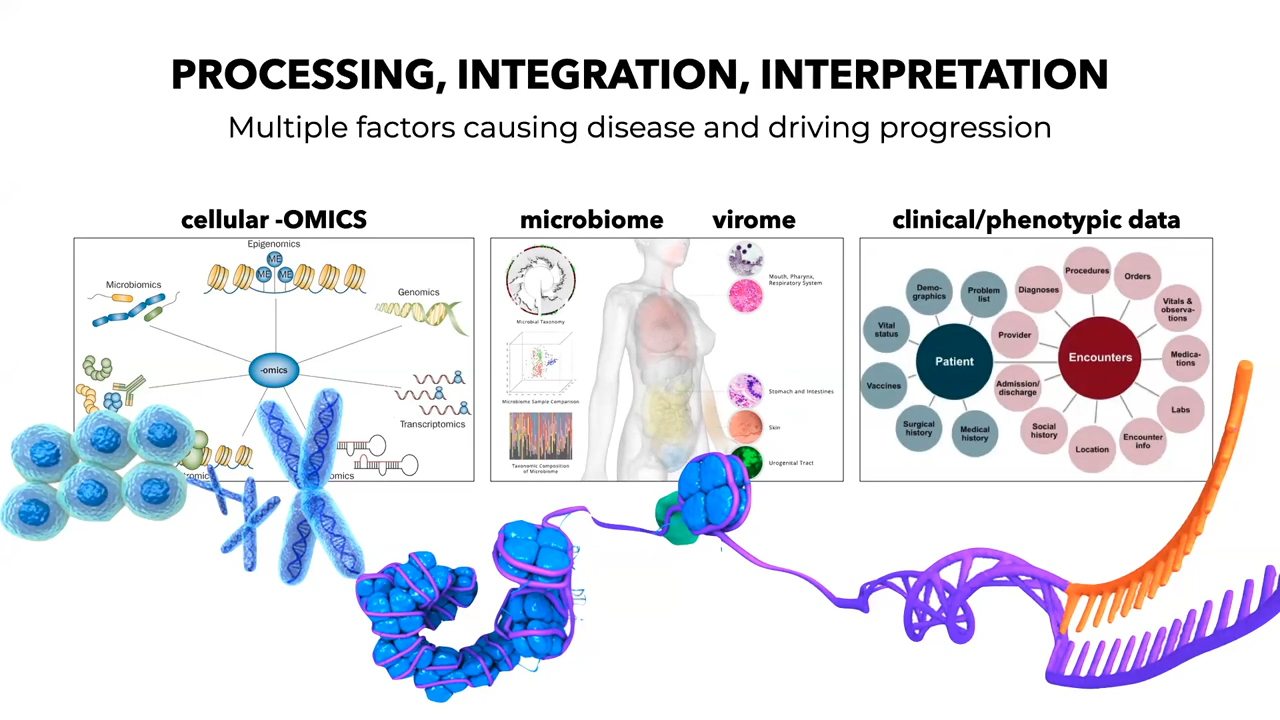 PROCESSING, INTEGRATION, INTERPRETATION
Multiple factors causing disease and driving progression
cellular -OMICS
Epigenomics
ME
ME
ME
Microbiomics
Genomics
-omics
Transcriptomics
microbiome
virome
Microbial Taxonomy
Microbiome Sample Comparison
Taxonomic Composition
of Microbiome
Mouth, Pharynx,
Respiratory System
Stomach and Intestines
Skin
Urogenital Tract
clinical/phenotypic data
Demo-
graphics
Problem
list
Vital
status
Patient
Vaccines
Surgical
history
Medical
history
Diagnoses
Procedures
Orders
Vitals &
observa-
tions
Provider
Encounters
Medica-
tions
Admission/
discharge
Labs
Social
history
Location
Encounter
info